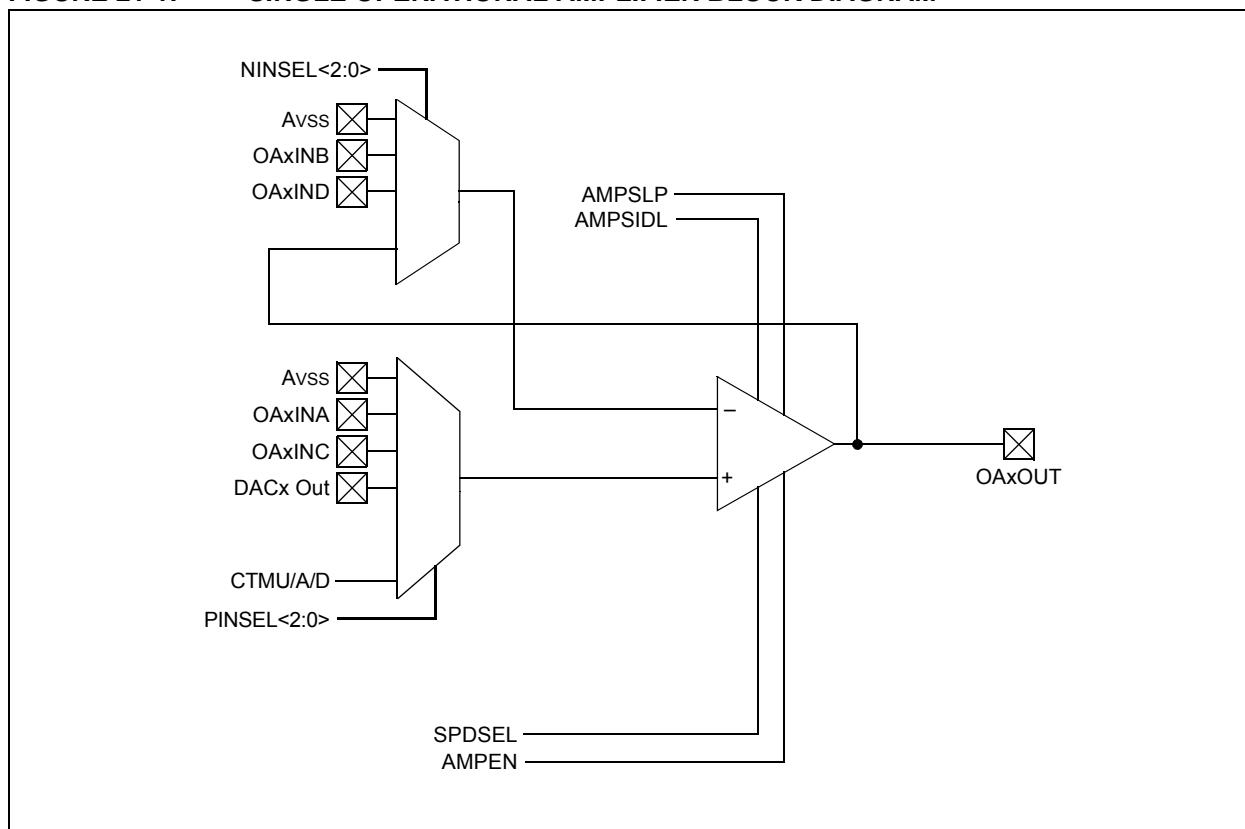 NINSEL<2:0>
AVSS
OAxINB
OAxIND
AMPSLP
AMPSIDL
AVSS
OAxINA
OAxINC
DACx Out
CTMU/A/D
PINSEL<2:0>
–
+
OAxOUT
SPDSEL
AMPEN